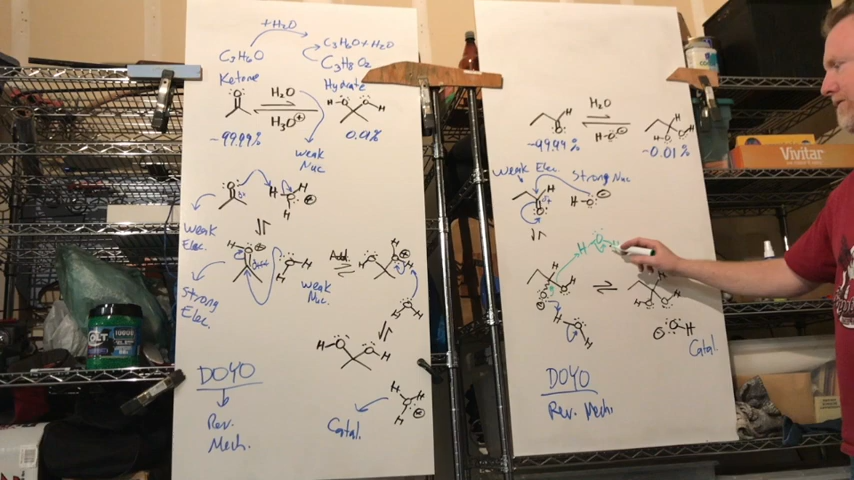 +H₂O
C₃H₆O
C₃H₆O+H₂O
C₃H₈O₂
Ketone
Hydrate
H₂O
H₃O⊕
~99.99%
0.01%
weak
Nuc.
Weak
Elec.
Strong
Elec.
Add.
weak
Nuc.
DOYO
Rev.
Mech.
Catal.
H₂O
~99.99%
~0.01%
weak Elec.
Strong Nuc
Catal.
DOYO
Rev. Mech.
Vitivar
COLT